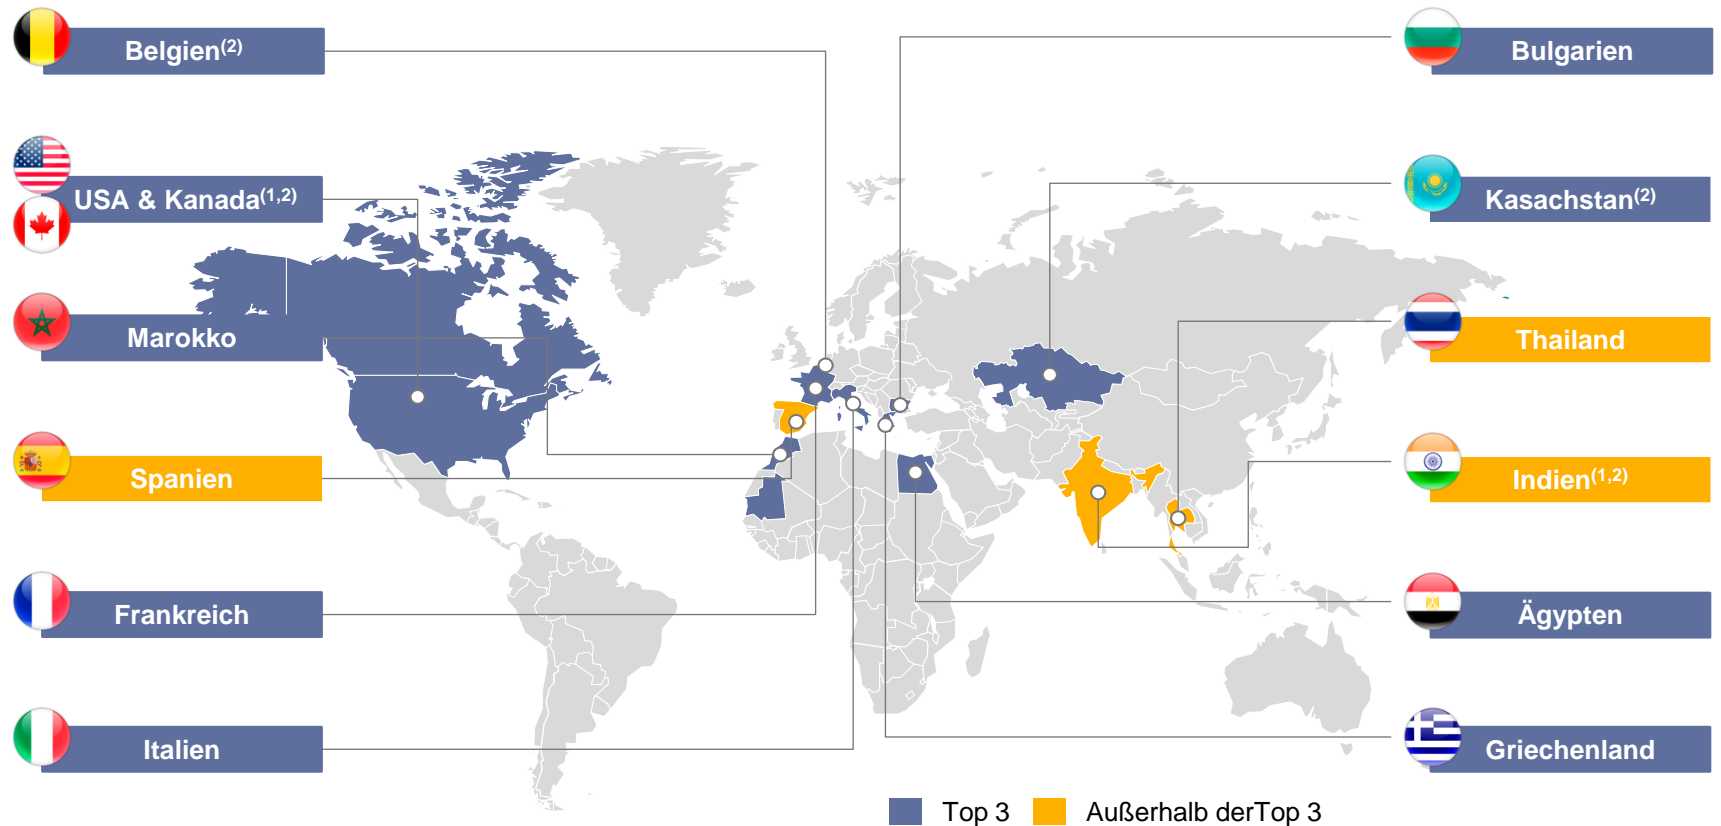 Belgien(2)
USA & Kanada(1,2)
Marokko
Spanien
Frankreich
Italien
Bulgarien
Kasachstan(2)
Thailand
Indien(1,2)
Ägypten
Griechenland
Top 3
Außerhalb derTop 3